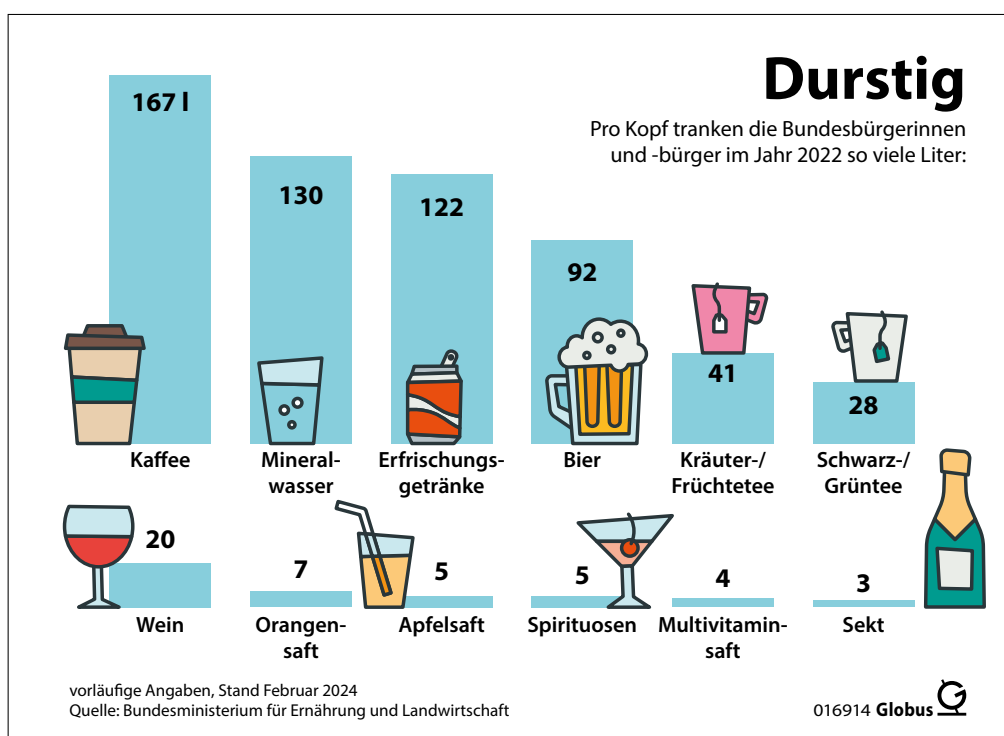 Durstig
Pro Kopf tranken die Bundesbürgerinnen
und -bürger im Jahr 2022 so viele Liter:
167 l
130
122
92
41
28
Kaffee
Mineral-
wasser
Erfrischungs-
getränke
Bier
Kräuter-/
Früchtetee
Schwarz-/
Grüntee
20
7
5
5
4
3
Wein
Orangen-
saft
Apfelsaft
Spirituosen
Multivitamin-
saft
Sekt
vorläufige Angaben, Stand Februar 2024
Quelle: Bundesministerium für Ernährung und Landwirtschaft
016914 Globus